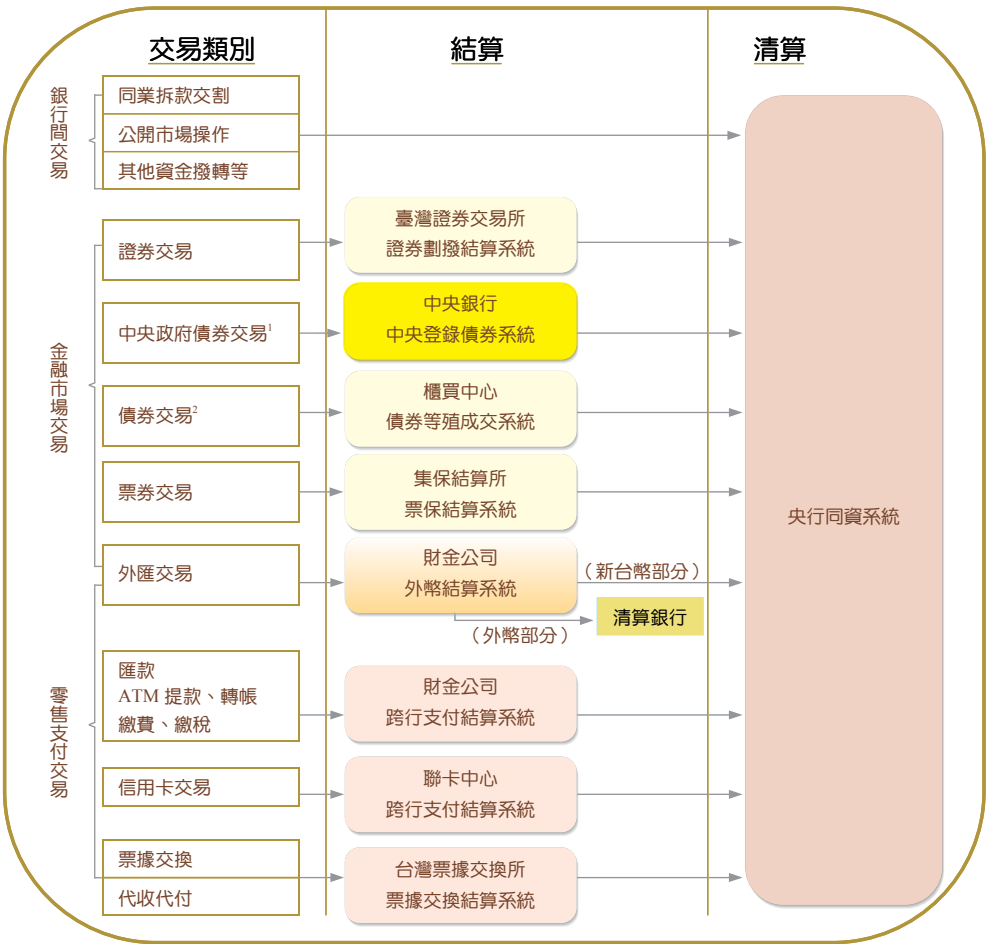 交易類別
結算
清算
銀行間交易
同業拆款交割
公開市場操作
其他資金撥轉等
金融市場交易
證券交易
臺灣證券交易所
證券劃撥結算系統
中央政府債券交易1
中央銀行
中央登錄債券系統
債券交易2
櫃買中心
債券等殖成交系統
票券交易
集保結算所
票保結算系統
外匯交易
財金公司
外幣結算系統
（新台幣部分）
（外幣部分）
清算銀行
央行同資系統
零售支付交易
匯款
ATM 提款、轉帳
繳費、繳稅
財金公司
跨行支付結算系統
信用卡交易
聯卡中心
跨行支付結算系統
票據交換
代收代付
台灣票據交換所
票據交換結算系統